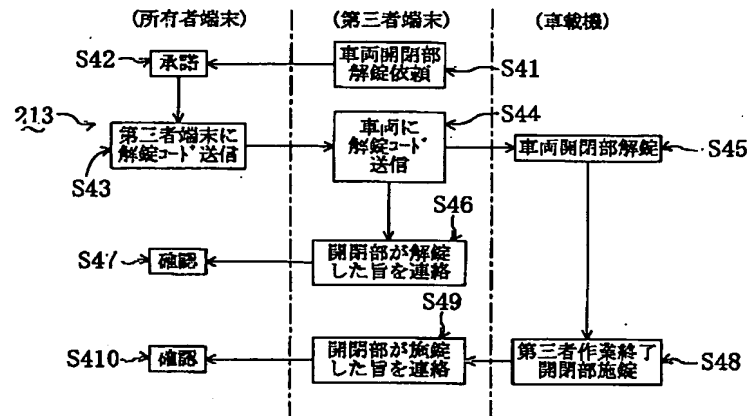 (所有者端末)
(第三者端末)
(車載機)
S42
承諾
車両開閉部
解錠依頼
S41
213
第三者端末に
解錠コード送信
S43
車両に
解錠コード
送信
S44
車両開閉部解錠
S45
S46
S47
確認
開閉部が解錠
した旨を連絡
S49
S410
確認
開閉部が施錠
した旨を連絡
第三者作業終了
開閉部施錠
S48